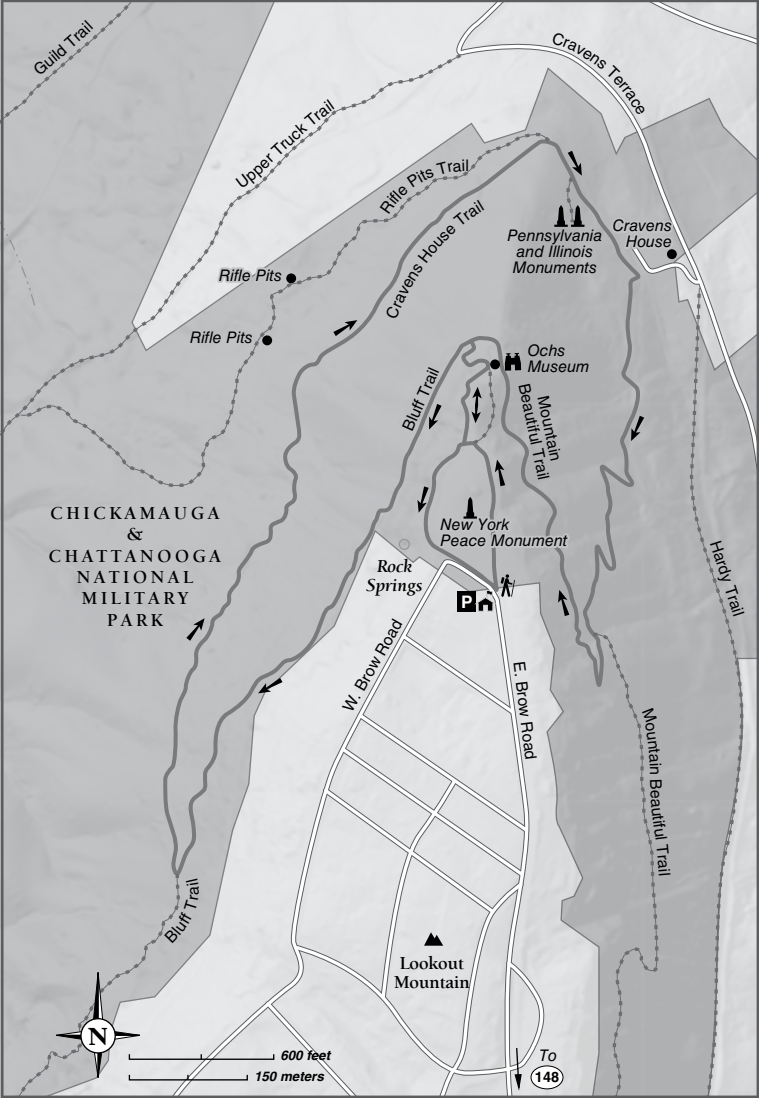 Guild Trail
Cravens Terrace
Upper Truck Trail
Rifle Pits Trail
Cravens House Trail
Pennsylvania
and Illinois
Monuments
Cravens
House
Rifle Pits
Rifle Pits
Ochs
Museum
Bluff Trail
Mountain
Beautiful Trail
CHICKAMAUGA
&
CHATTANOOGA
NATIONAL
MILITARY
PARK
New York
Peace Monument
Rock
Springs
Hardy Trail
P
W. Brow Road
E. Brow Road
Mountain Beautiful Trail
Bluff Trail
Lookout
Mountain
N
600 feet
150 meters
To
148